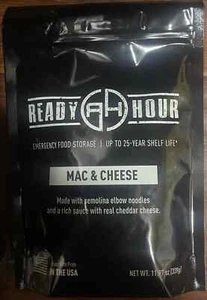 READY RH HOUR
EMERGENCY FOOD STORAGE | UP TO 25-YEAR SHELF LIFE*
MAC & CHEESE
Made with semolina elbow noodles
and a rich sauce with real cheddar cheese.
IN THE USA
NET WT.